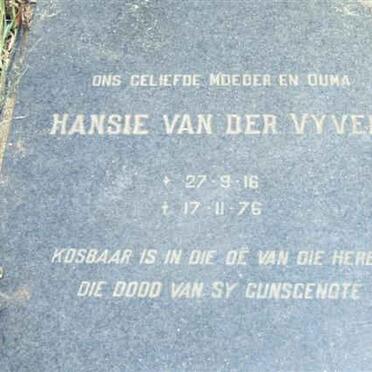 ONS GELIEFDE MOEDER EN OUMA
HANSIE VAN DER VYVE
* 27-9-16
† 17-11-76
KOSBAAR IS IN DIE OË VAN DIE HERE
DIE DOOD VAN SY GUNSGENOTE